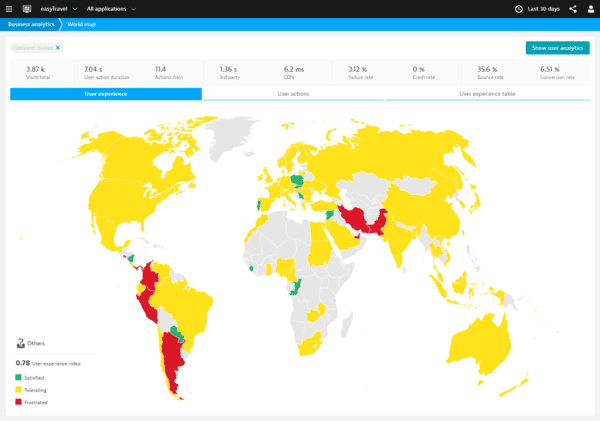 easyTravel
All applications
Last 30 days
Business analytics
World map
Show user analytics
3.87 k
Visits total
7.04 s
User action duration
11.4
Actions /min
1.36 s
3rd party
6.2 ms
CDN
3.12 %
Failure rate
0 %
Crash rate
35.6 %
Bounce rate
6.51 %
Conversion rate
User experience
User actions
User experience table
Others
0.78 User experience index
Satisfied
Tolerating
Frustrated